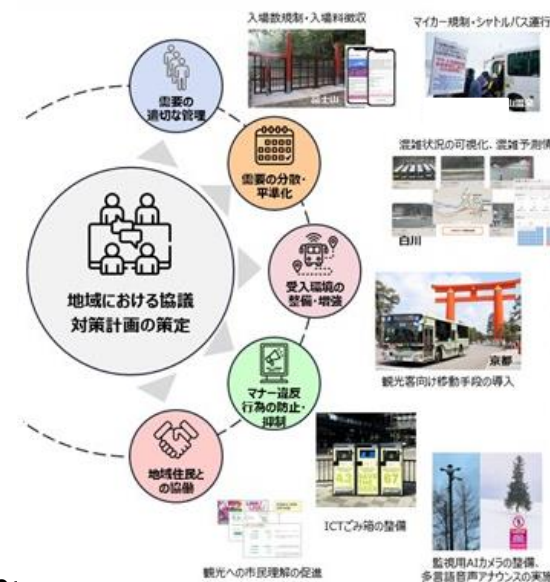 入場数規制・入場料徴収
マイカー規制・シャトルバス運行
富士山
需要の
適切な管理
需要の分散・
平準化
混雑状況の可視化、混雑予測情
白川
地域における協議
対策計画の策定
受入環境の
整備・増強
京都
観光客向け移動手段の導入
マナー違反
行為の防止・
抑制
地域住民と
の協働
ICTごみ箱の整備
観光への市民理解の促進
監視用AIカメラの整備、
多言語音声アナウンスの実施